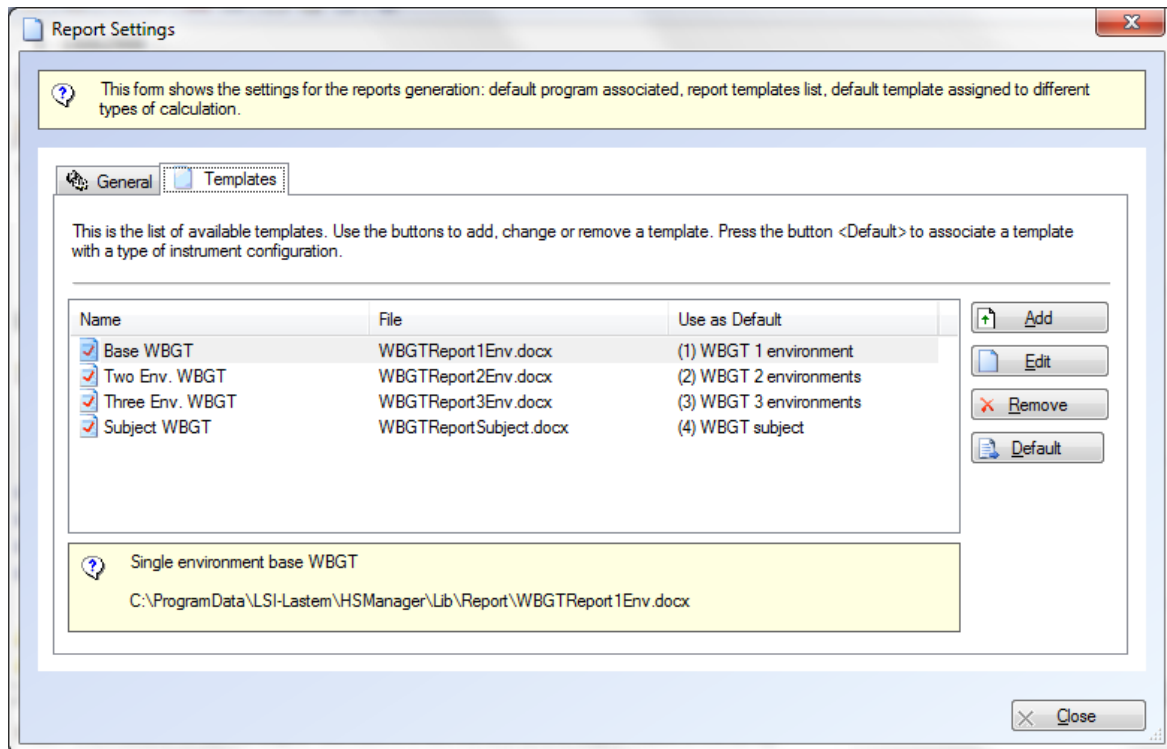 Report Settings
This form shows the settings for the reports generation: default program associated, report templates list, default template assigned to different
types of calculation.
General Templates
This is the list of available templates. Use the buttons to add, change or remove a template. Press the button <Default> to associate a template
with a type of instrument configuration.
Name File Use as Default
Base WBGT WBGTReport1Env.docx (1) WBGT 1 environment
Two Env. WBGT WBGTReport2Env.docx (2) WBGT 2 environments
Three Env. WBGT WBGTReport3Env.docx (3) WBGT 3 environments
Subject WBGT WBGTReportSubject.docx (4) WBGT subject
Add
Edit
Remove
Default
Single environment base WBGT
C:\ProgramData\LSI-Lastem\HSManager\Lib\Report\WBGTReport1Env.docx
Close